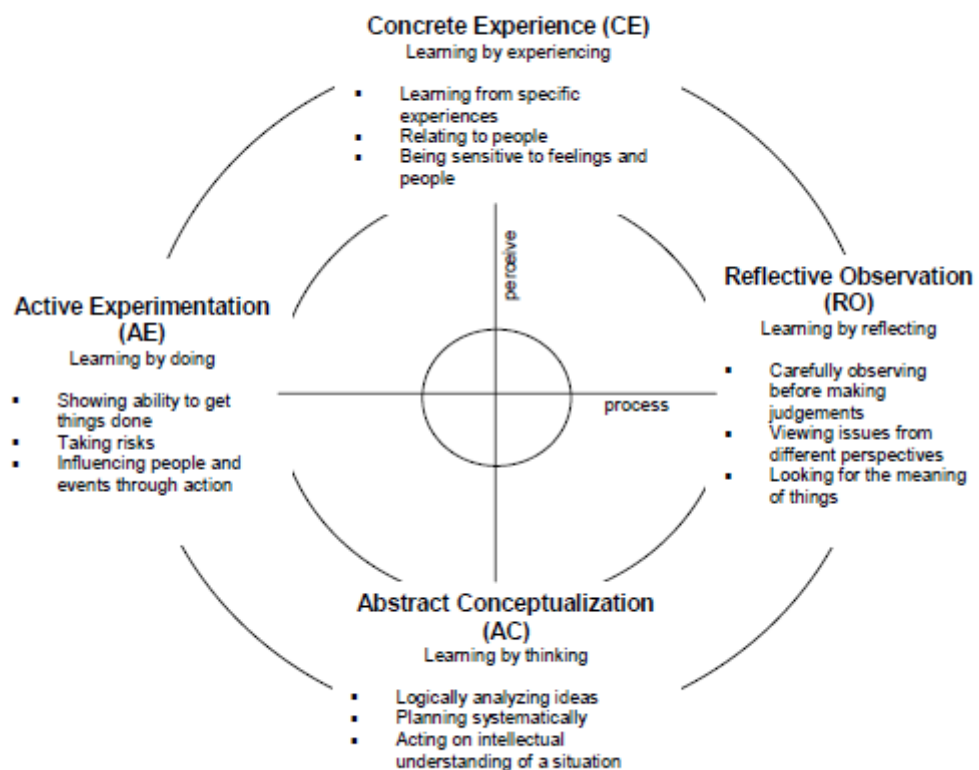 Concrete Experience (CE)
Learning by experiencing
▪ Learning from specific
experiences
▪ Relating to people
▪ Being sensitive to feelings and
people
perceive
process
Reflective Observation
(RO)
Learning by reflecting
▪ Carefully observing
before making
judgements
▪ Viewing issues from
different perspectives
▪ Looking for the meaning
of things
Active Experimentation
(AE)
Learning by doing
▪ Showing ability to get
things done
▪ Taking risks
▪ Influencing people and
events through action
Abstract Conceptualization
(AC)
Learning by thinking
▪ Logically analyzing ideas
▪ Planning systematically
▪ Acting on intellectual
understanding of a situation